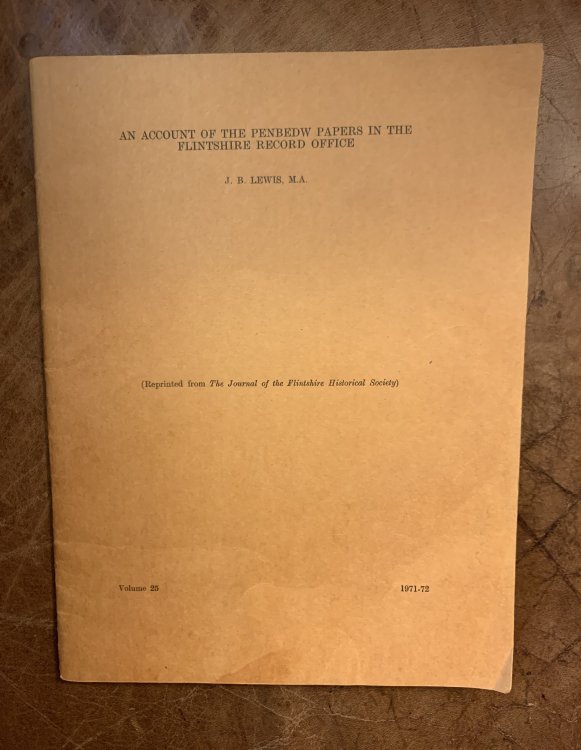 AN ACCOUNT OF THE PENBEDW PAPERS IN THE
FLINTSHIRE RECORD OFFICE
J. B. LEWIS, M.A.
(Reprinted from The Journal of the Flintshire Historical Society)
Volume 25 1971-72